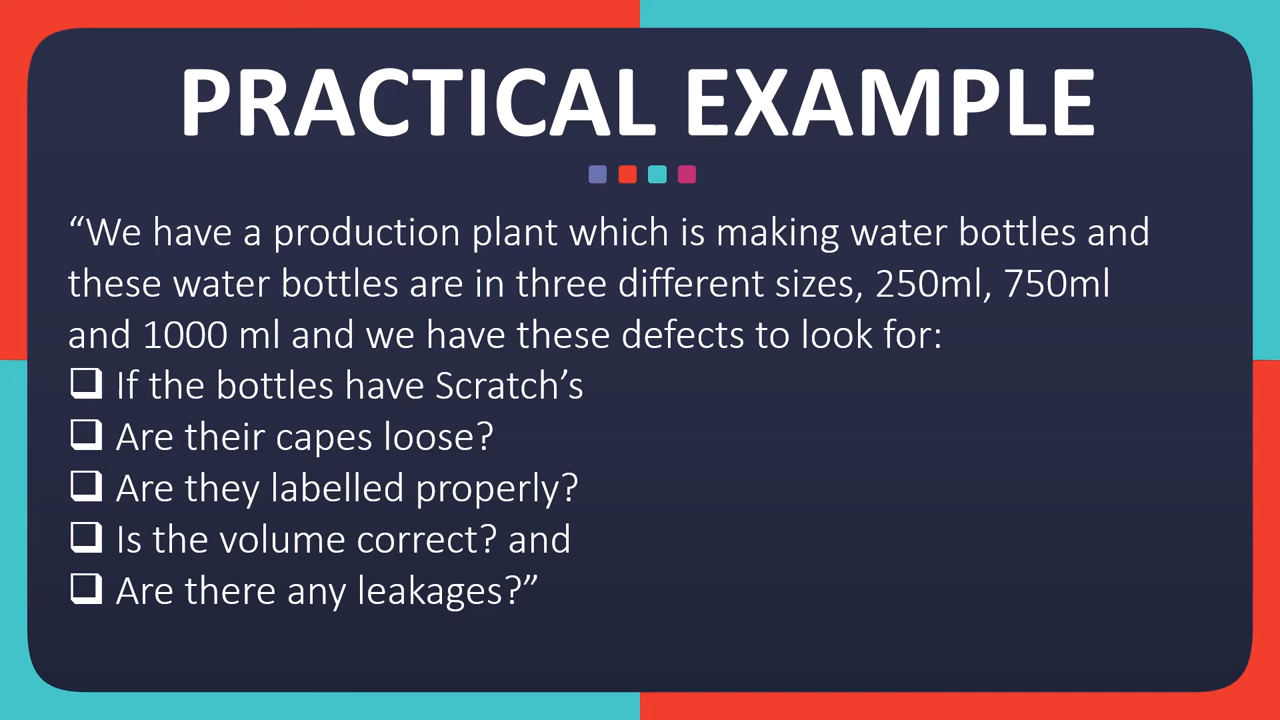 PRACTICAL EXAMPLE
“We have a production plant which is making water bottles and
these water bottles are in three different sizes, 250ml, 750ml
and 1000 ml and we have these defects to look for:
❑ If the bottles have Scratch’s
❑ Are their capes loose?
❑ Are they labelled properly?
❑ Is the volume correct? and
❑ Are there any leakages?”